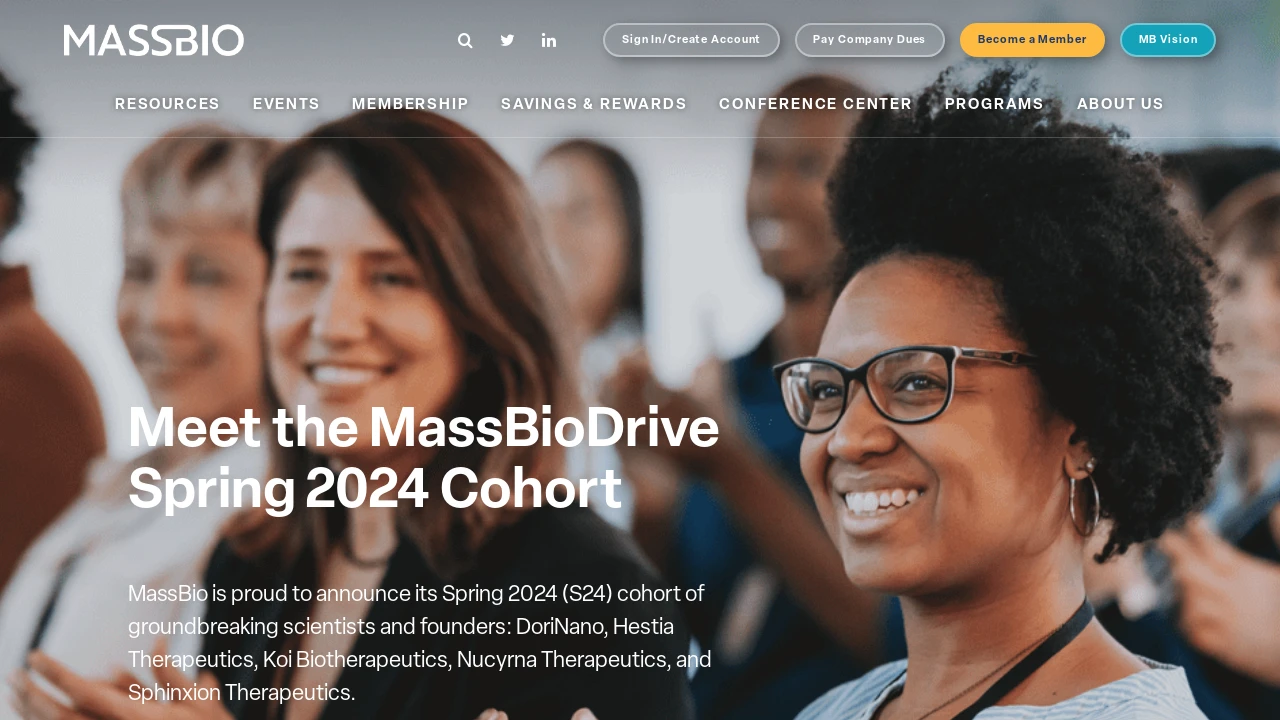 MASSBIO
Sign In/Create Account
Pay Company Dues
Become a Member
MB Vision
RESOURCES
EVENTS
MEMBERSHIP
SAVINGS & REWARDS
CONFERENCE CENTER
PROGRAMS
ABOUT US
Meet the MassBioDrive
Spring 2024 Cohort
MassBio is proud to announce its Spring 2024 (S24) cohort of
groundbreaking scientists and founders: DoriNano, Hestia
Therapeutics, Koi Biotherapeutics, Nucyrna Therapeutics, and
Sphinxion Therapeutics.